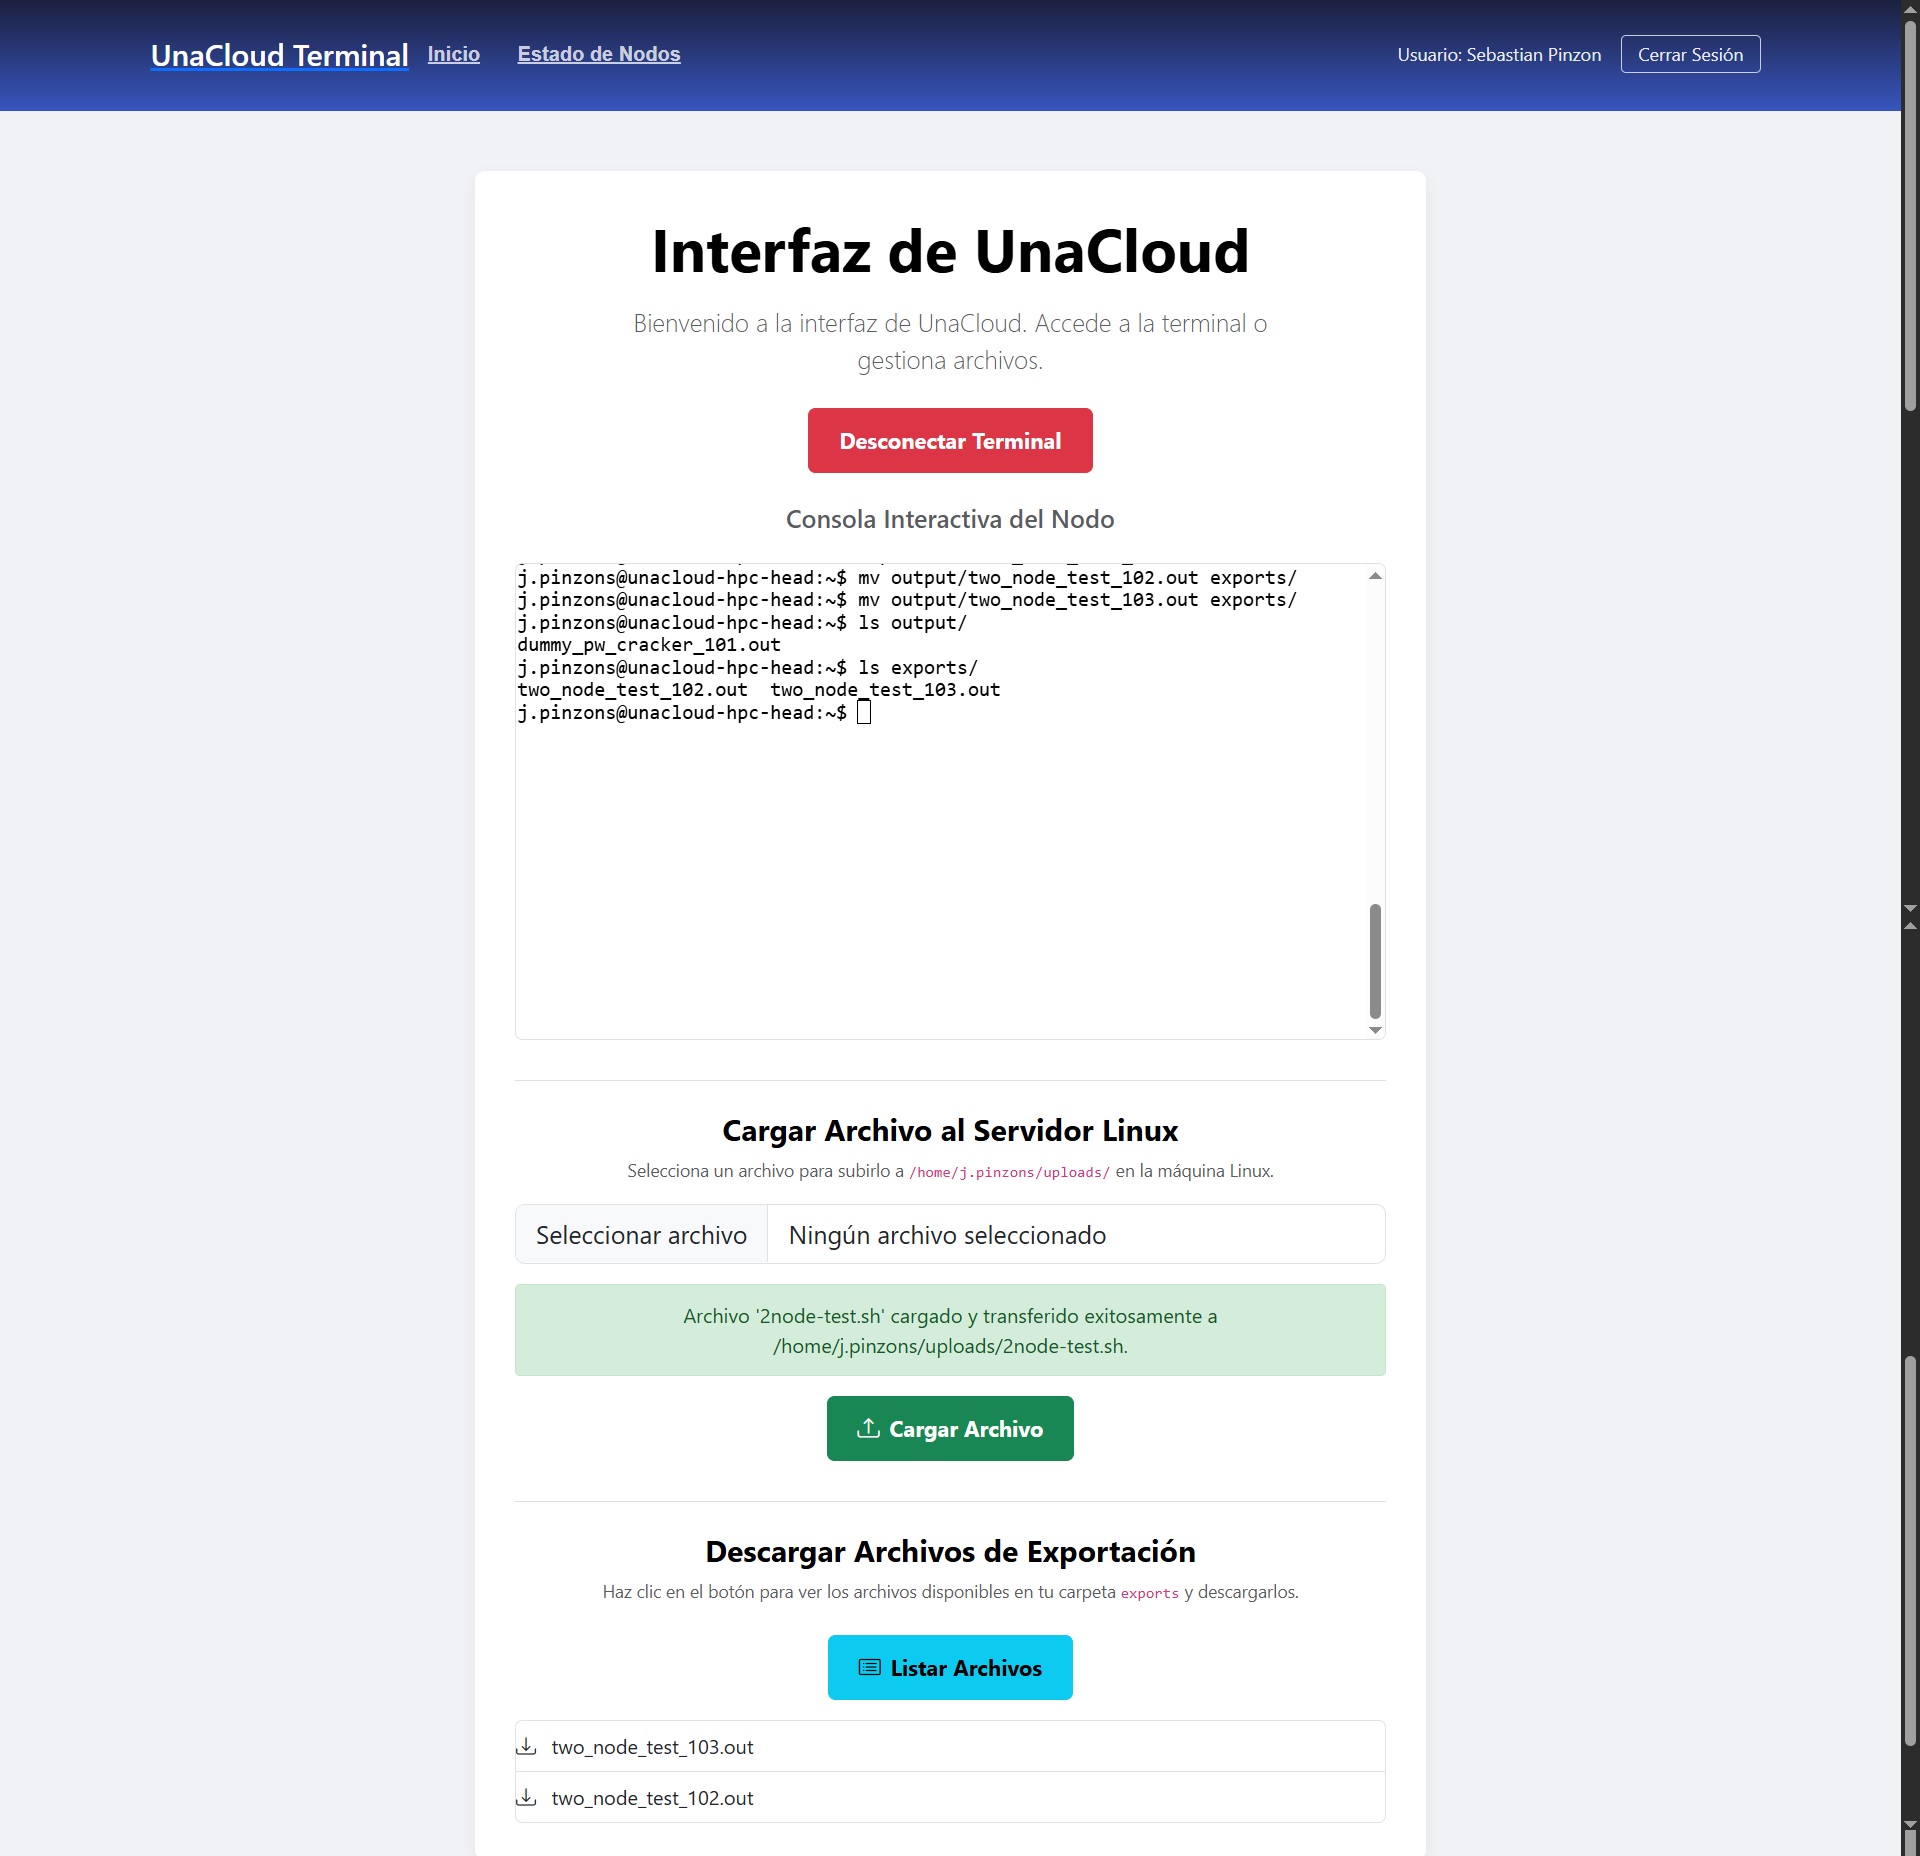 UnaCloud Terminal Inicio Estado de Nodos Usuario: Sebastian Pinzon Cerrar Sesión
Interfaz de UnaCloud
Bienvenido a la interfaz de UnaCloud. Accede a la terminal o
gestiona archivos.
Desconectar Terminal
Consola Interactiva del Nodo
j.pinzons@unacloud-hpc-head:~$ mv output/two_node_test_102.out exports/
j.pinzons@unacloud-hpc-head:~$ mv output/two_node_test_103.out exports/
j.pinzons@unacloud-hpc-head:~$ ls output/
dummy_pw_cracker_101.out
j.pinzons@unacloud-hpc-head:~$ ls exports/
two_node_test_102.out  two_node_test_103.out
j.pinzons@unacloud-hpc-head:~$
Cargar Archivo al Servidor Linux
Selecciona un archivo para subirlo a /home/j.pinzons/uploads/ en la máquina Linux.
Seleccionar archivo Ningún archivo seleccionado
Archivo '2node-test.sh' cargado y transferido exitosamente a
/home/j.pinzons/uploads/2node-test.sh.
Cargar Archivo
Descargar Archivos de Exportación
Haz clic en el botón para ver los archivos disponibles en tu carpeta exports y descargarlos.
Listar Archivos
two_node_test_103.out
two_node_test_102.out